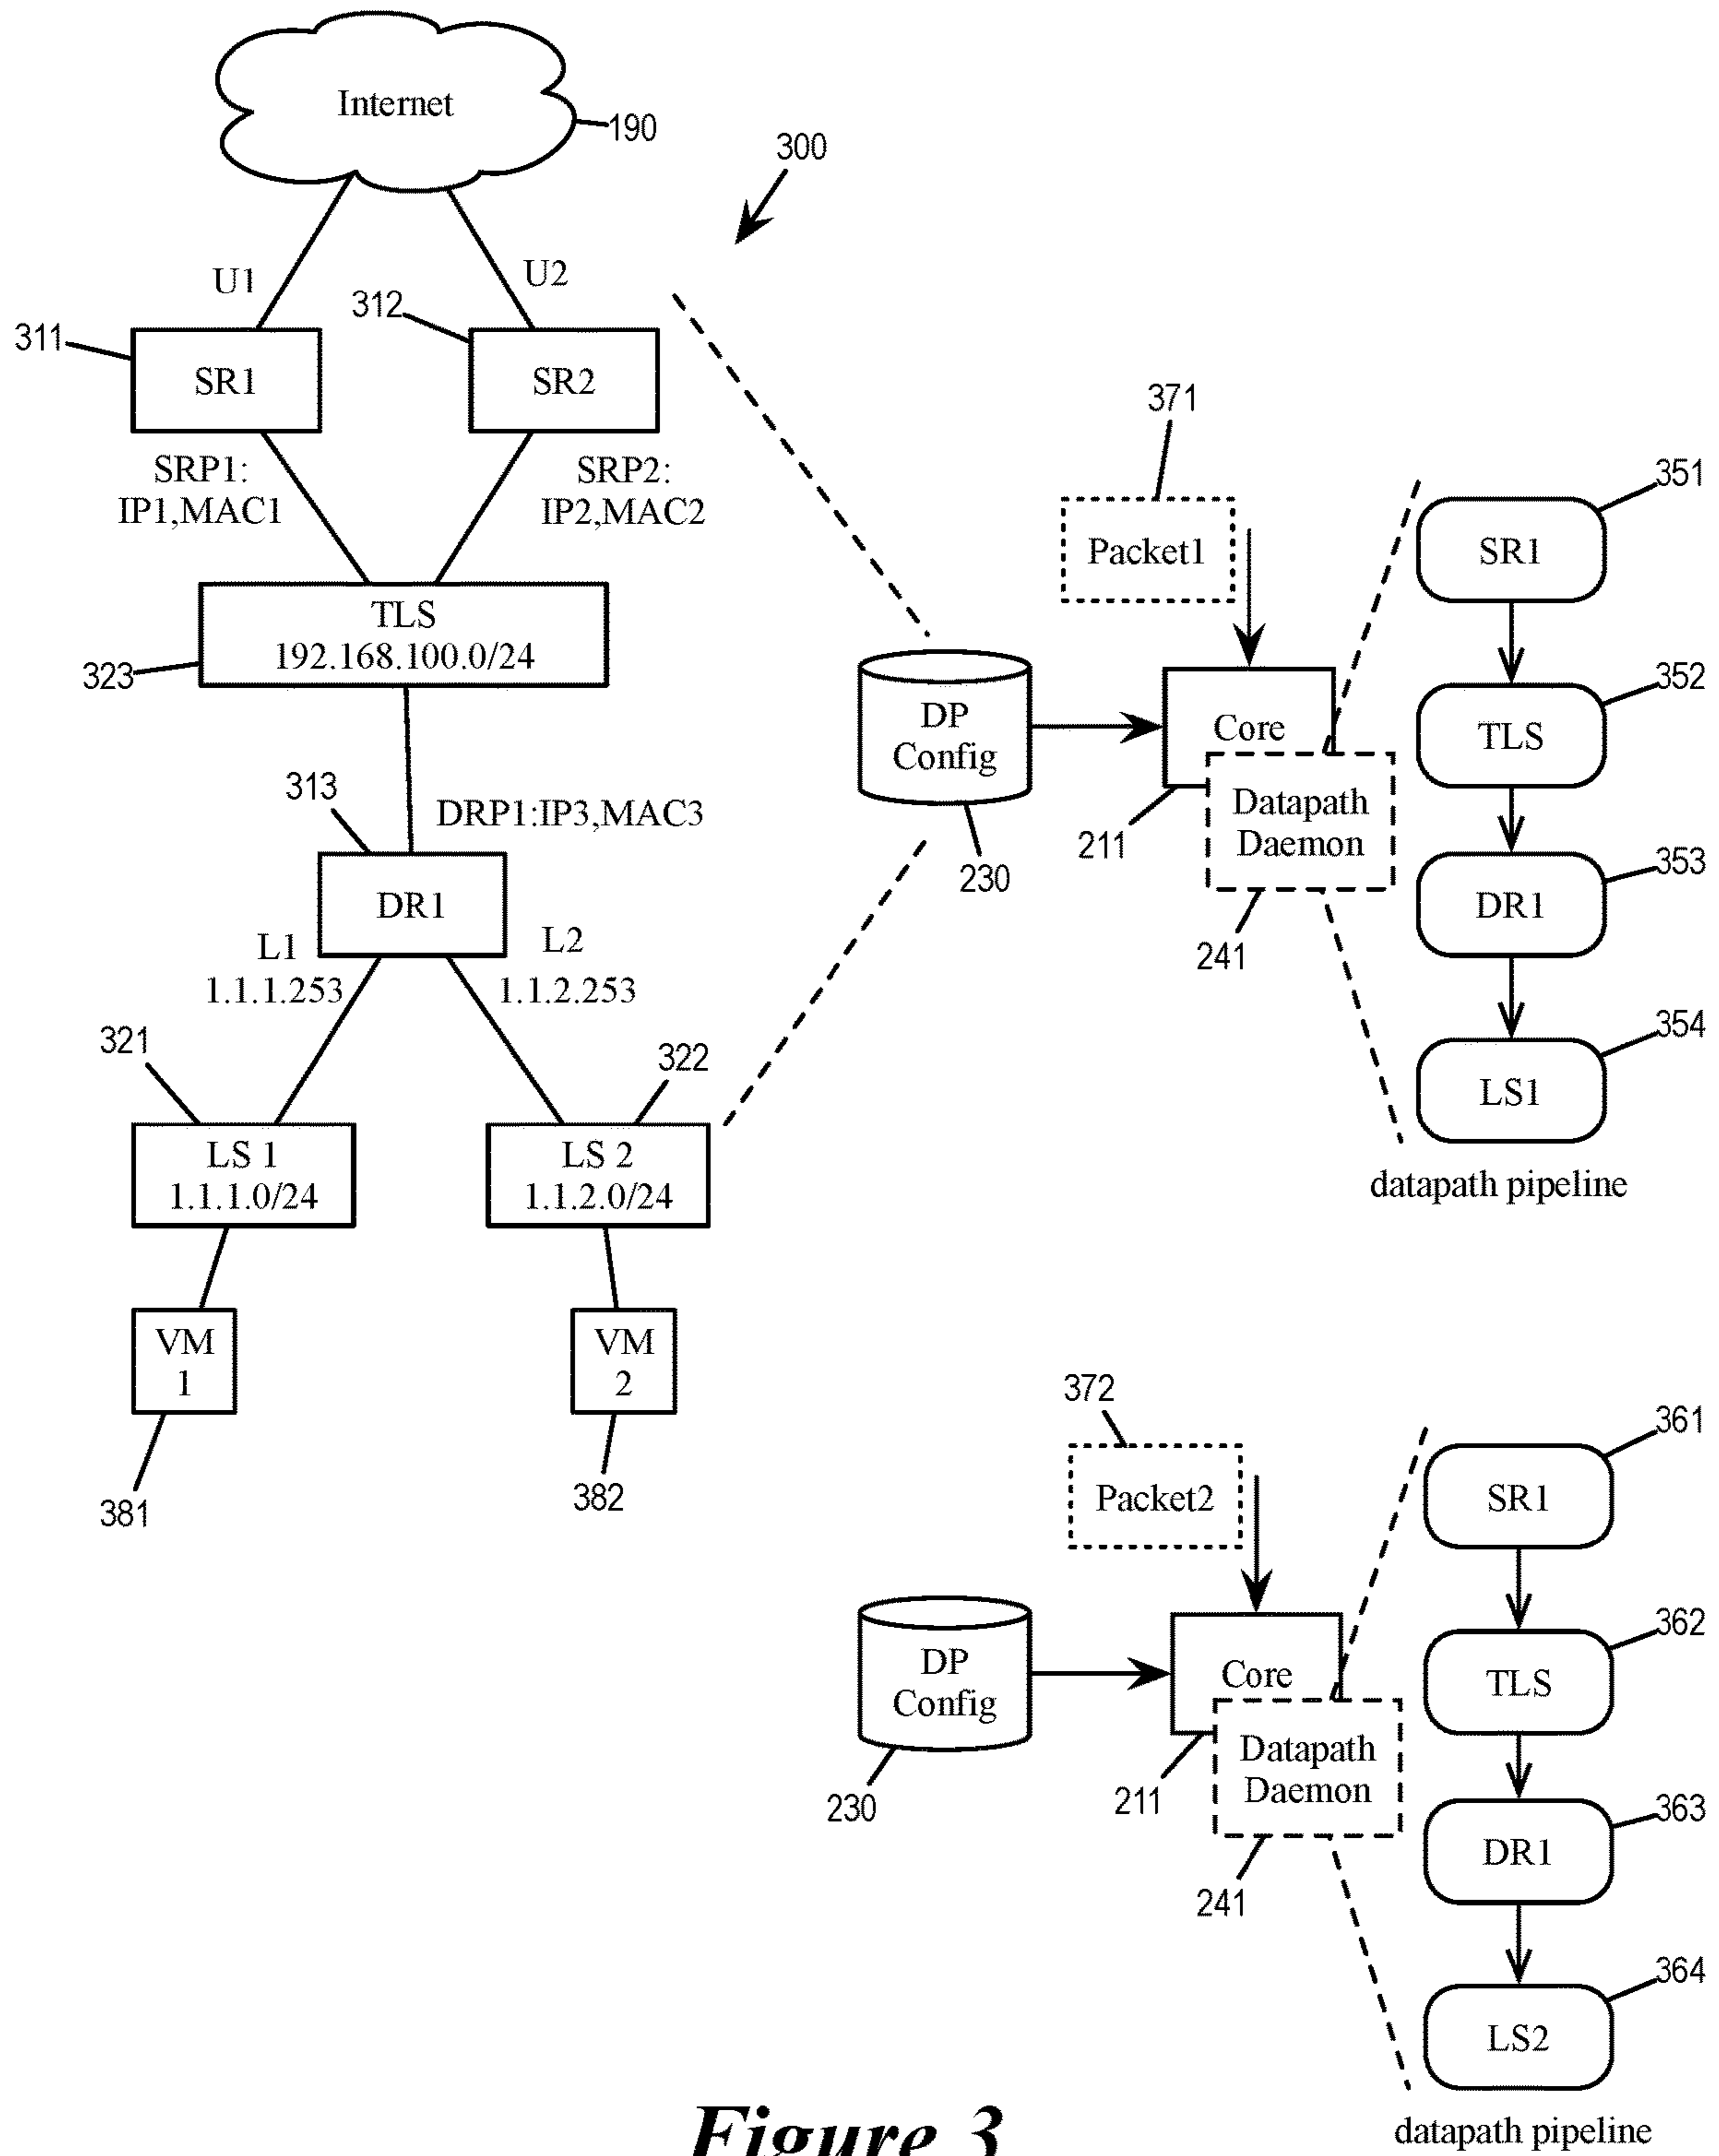 Internet
190
300
U1
U2
311
312
SR1
SR2
SRP1:
IP1,MAC1
SRP2:
IP2,MAC2
TLS
192.168.100.0/24
323
313
DRP1:IP3,MAC3
DR1
L1
1.1.1.253
L2
1.1.2.253
321
322
LS 1
1.1.1.0/24
LS 2
1.1.2.0/24
VM
1
VM
2
381
382
371
Packet1
DP
Config
230
Core
211
Datapath
Daemon
241
351
SR1
352
TLS
353
DR1
354
LS1
datapath pipeline
372
Packet2
DP
Config
230
Core
211
Datapath
Daemon
241
361
SR1
362
TLS
363
DR1
364
LS2
datapath pipeline
Figure 3